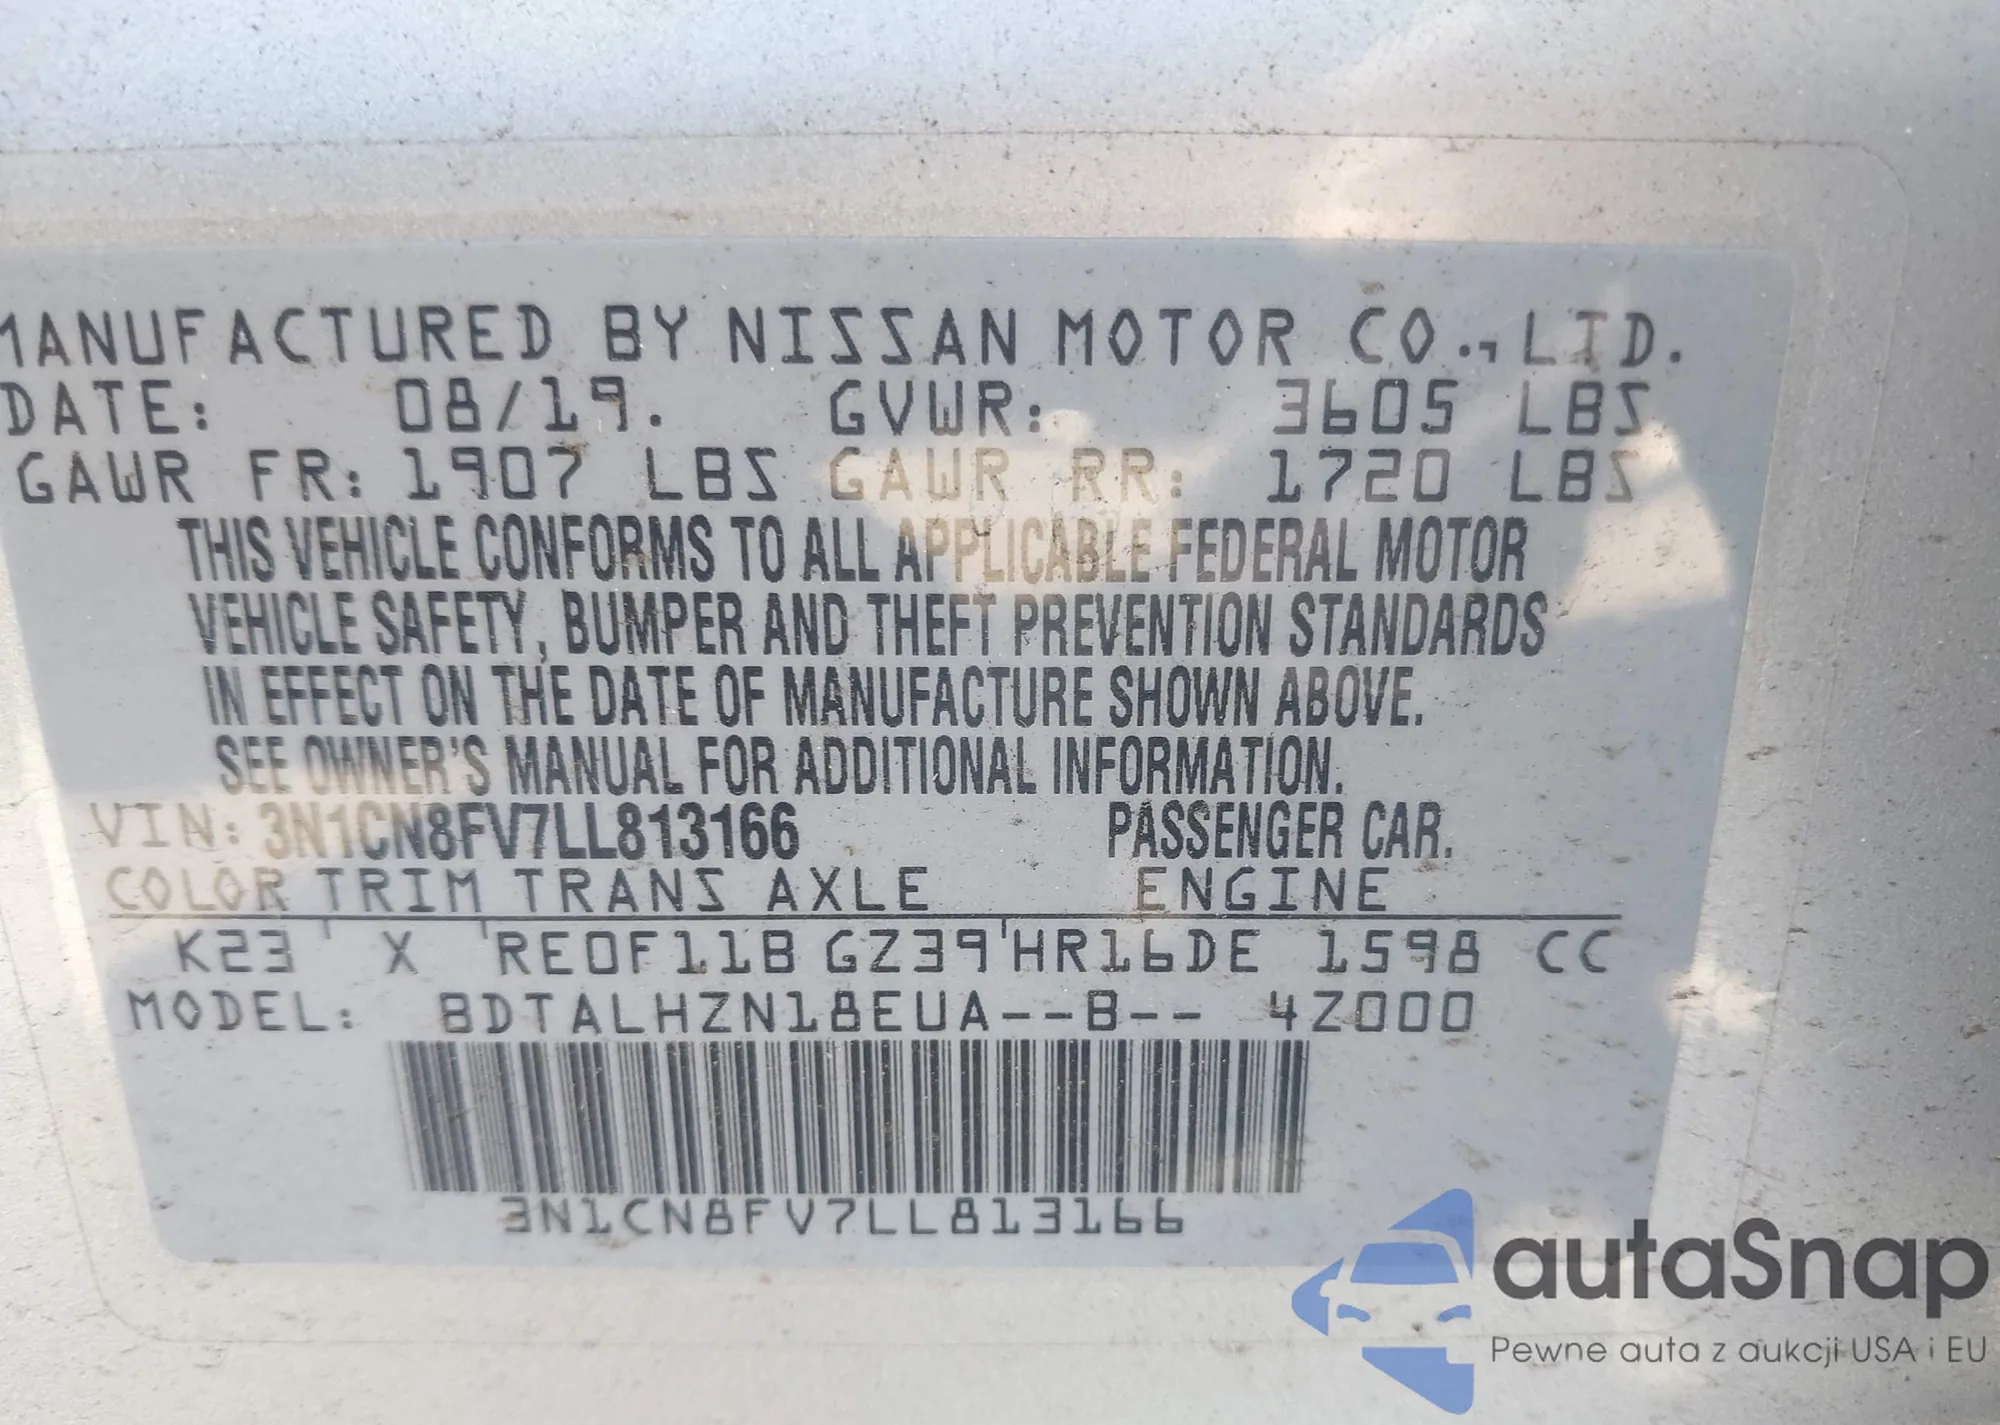 MANUFACTURED BY NISSAN MOTOR CO., LTD.
DATE: 08/19. GVWR: 3605 LBS
GAWR FR: 1907 LBS GAWR RR: 1720 LBS
THIS VEHICLE CONFORMS TO ALL APPLICABLE FEDERAL MOTOR
VEHICLE SAFETY, BUMPER AND THEFT PREVENTION STANDARDS
IN EFFECT ON THE DATE OF MANUFACTURE SHOWN ABOVE.
SEE OWNER'S MANUAL FOR ADDITIONAL INFORMATION.
VIN: 3N1CN8FV7LL813166 PASSENGER CAR.
COLOR TRIM TRANS AXLE ENGINE
K23 X RE0F11B GZ39 HR16DE 1598 CC
MODEL: BDTALHZN18EUA--B-- 4Z000
3N1CN8FV7LL813166
autaSnap
Pewne auta z aukcji USA i EU